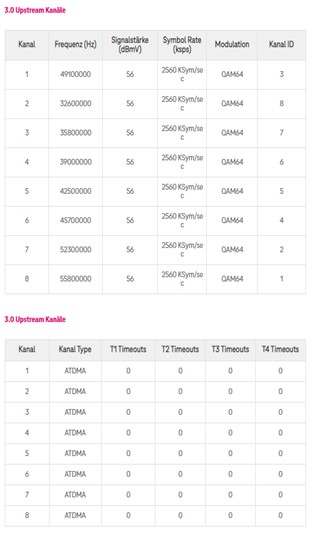 3.0 Upstream Kanäle
Kanal Frequenz (Hz) Signalstärke (dBmV) Symbol Rate (ksps) Modulation Kanal ID
1 49100000 56 2560 KSym/sec QAM64 3
2 32600000 56 2560 KSym/sec QAM64 8
3 35800000 56 2560 KSym/sec QAM64 7
4 39000000 56 2560 KSym/sec QAM64 6
5 42500000 56 2560 KSym/sec QAM64 5
6 45700000 56 2560 KSym/sec QAM64 4
7 52300000 56 2560 KSym/sec QAM64 2
8 55800000 56 2560 KSym/sec QAM64 1
3.0 Upstream Kanäle
Kanal Kanal Type T1 Timeouts T2 Timeouts T3 Timeouts T4 Timeouts
1 ATDMA 0 0 0 0
2 ATDMA 0 0 0 0
3 ATDMA 0 0 0 0
4 ATDMA 0 0 0 0
5 ATDMA 0 0 0 0
6 ATDMA 0 0 0 0
7 ATDMA 0 0 0 0
8 ATDMA 0 0 0 0